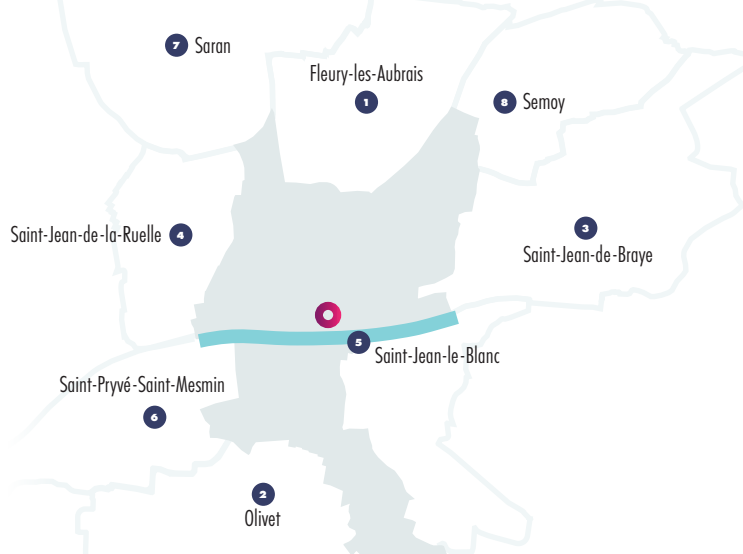 7 Saran
Fleury-les-Aubrais
1
8 Semoy
Saint-Jean-de-la-Ruelle 4
3
Saint-Jean-de-Braye
5
Saint-Jean-le-Blanc
Saint-Pryvé-Saint-Mesmin
6
2
Olivet